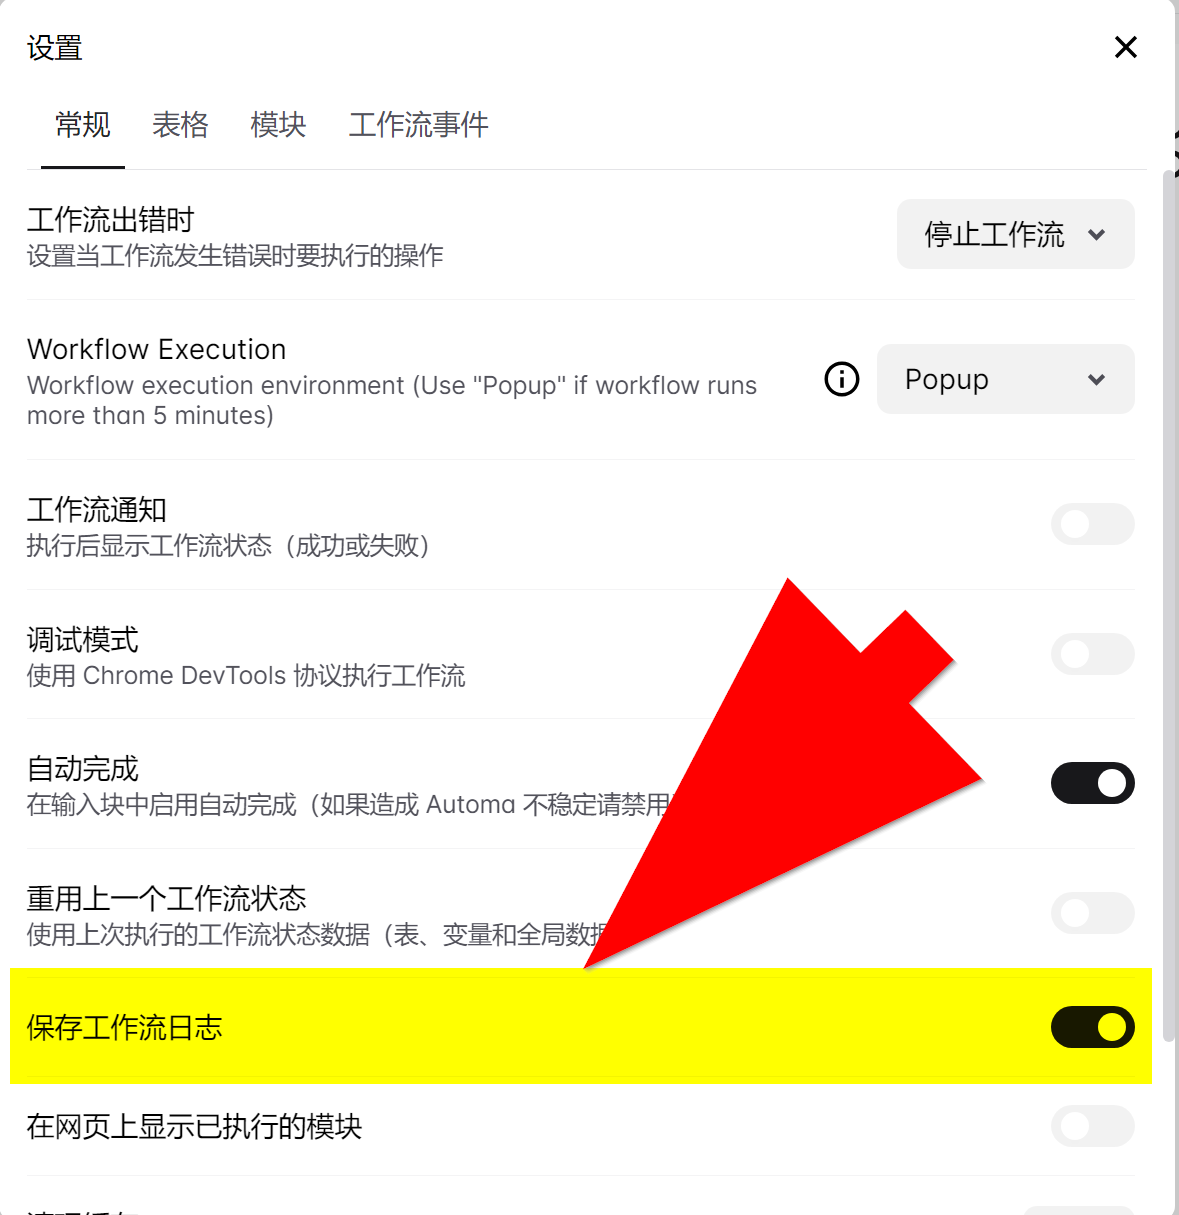 设置
常规 表格 模块 工作流事件
工作流出错时
设置当工作流发生错误时要执行的操作
停止工作流
Workflow Execution
Workflow execution environment (Use "Popup" if workflow runs
more than 5 minutes)
Popup
工作流通知
执行后显示工作流状态（成功或失败）
调试模式
使用 Chrome DevTools 协议执行工作流
自动完成
在输入块中启用自动完成（如果造成 Automa 不稳定请禁用
重用上一个工作流状态
使用上次执行的工作流状态数据（表、变量和全局数据
保存工作流日志
在网页上显示已执行的模块